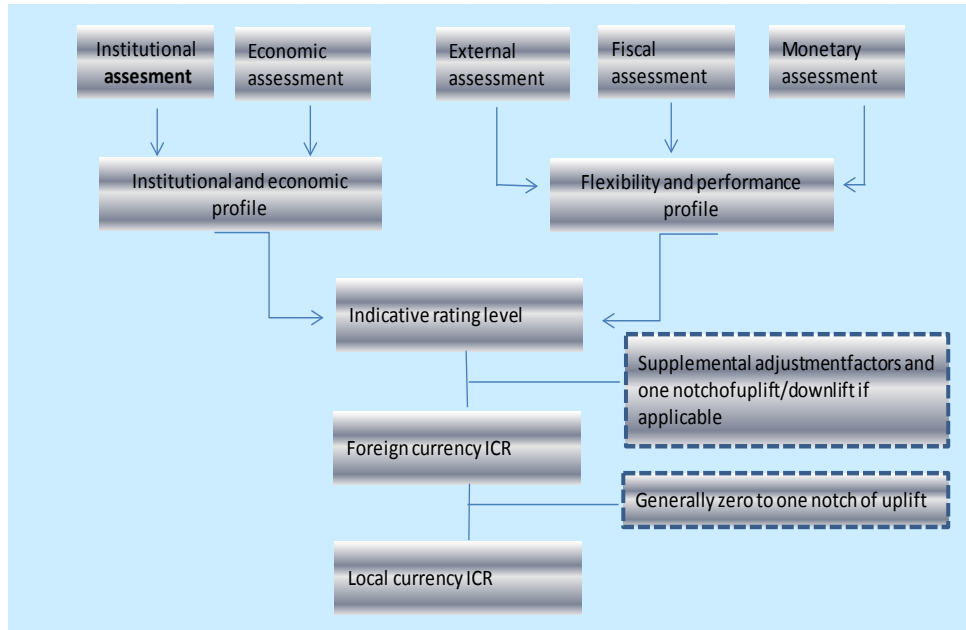 Institutional
assesment
Economic
assessment
External
assessment
Fiscal
assessment
Monetary
assessment
Institutional and economic
profile
Flexibility and performance
profile
Indicative rating level
Supplemental adjustmentfactors and
one notchofuplift/downlift if
applicable
Foreign currency ICR
Generally zero to one notch of uplift
Local currency ICR